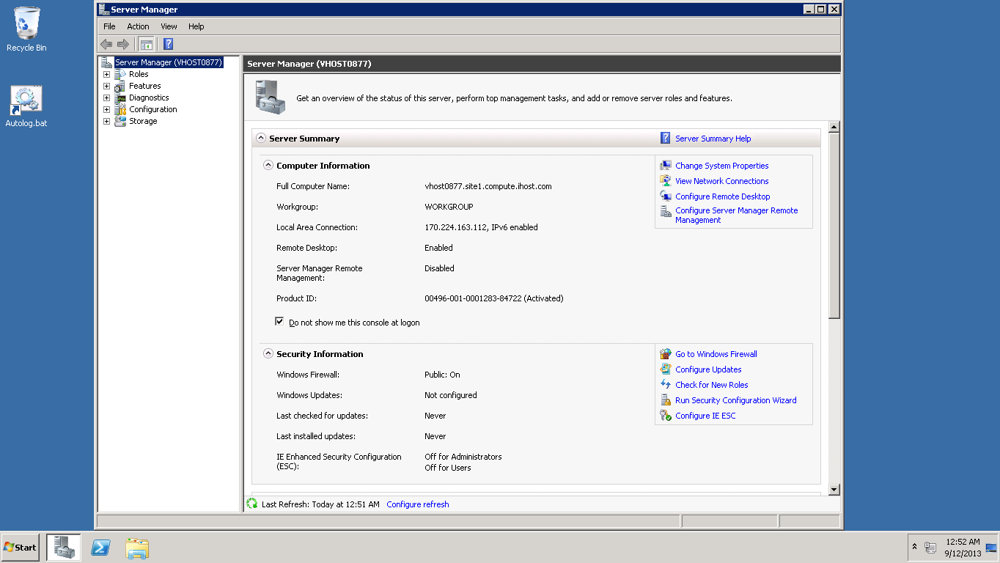 Recycle Bin
Autolog.bat
Server Manager
File Action View Help
Server Manager (VHOST0877)
Roles
Features
Diagnostics
Configuration
Storage
Server Manager (VHOST0877)
Get an overview of the status of this server, perform top management tasks, and add or remove server roles and features.
Server Summary
Server Summary Help
Computer Information
Full Computer Name: vhost0877.site1.compute.ihost.com
Workgroup: WORKGROUP
Local Area Connection: 170.224.163.112, IPv6 enabled
Remote Desktop: Enabled
Server Manager Remote Disabled
Management:
Product ID: 00496-001-0001283-84722 (Activated)
Do not show me this console at logon
Change System Properties
View Network Connections
Configure Remote Desktop
Configure Server Manager Remote
Management
Security Information
Windows Firewall: Public: On
Windows Updates: Not configured
Last checked for updates: Never
Last installed updates: Never
IE Enhanced Security Configuration Off for Administrators
(ESC): Off for Users
Go to Windows Firewall
Configure Updates
Check for New Roles
Run Security Configuration Wizard
Configure IE ESC
Last Refresh: Today at 12:51 AM Configure refresh
Start
12:52 AM
9/12/2013